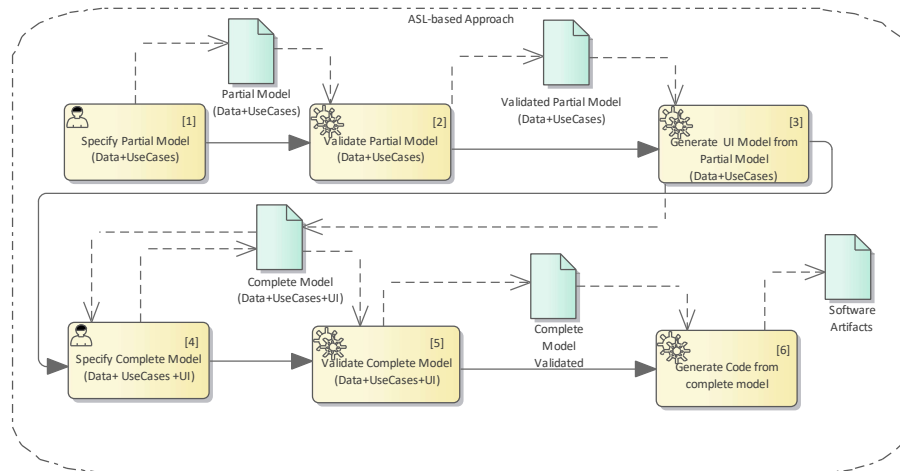 ASL-based Approach
Partial Model
(Data+UseCases)
Validated Partial Model
(Data+UseCases)
[1]
Specify Partial Model
(Data+UseCases)
[2]
Validate Partial Model
(Data+UseCases)
[3]
Generate UI Model from
Partial Model
(Data+UseCases)
Complete Model
(Data+UseCases+UI)
Complete
Model
Validated
Software
Artifacts
[4]
Specify Complete Model
(Data+ UseCases +UI)
[5]
Validate Complete Model
(Data+UseCases+UI)
[6]
Generate Code from
complete model